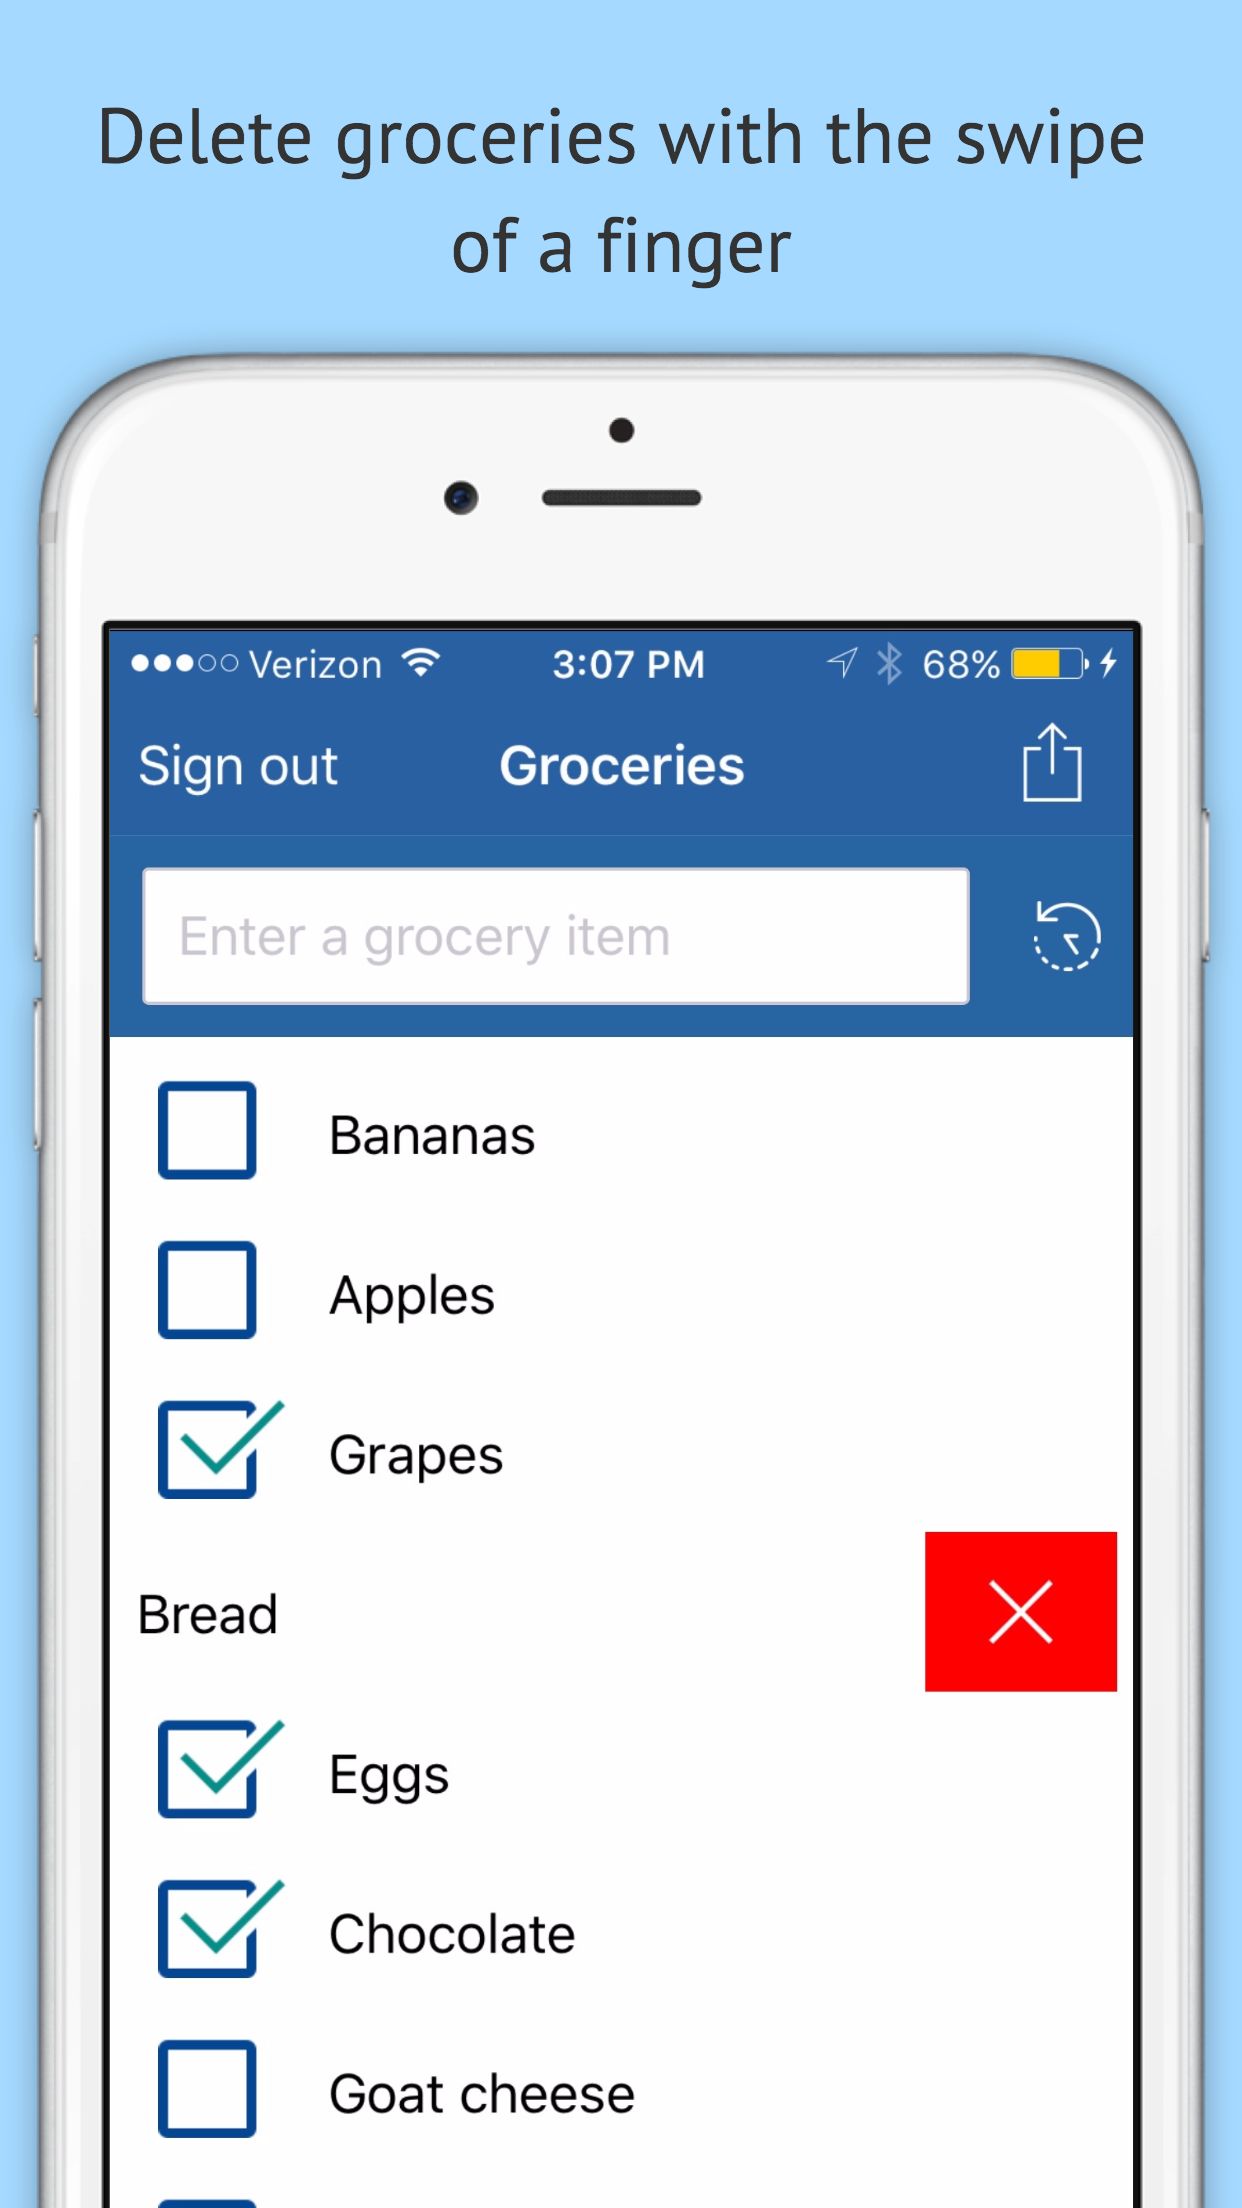 Delete groceries with the swipe
of a finger
Verizon 3:07 PM 68%
Sign out Groceries
Enter a grocery item
Bananas
Apples
Grapes
Bread
Eggs
Chocolate
Goat cheese